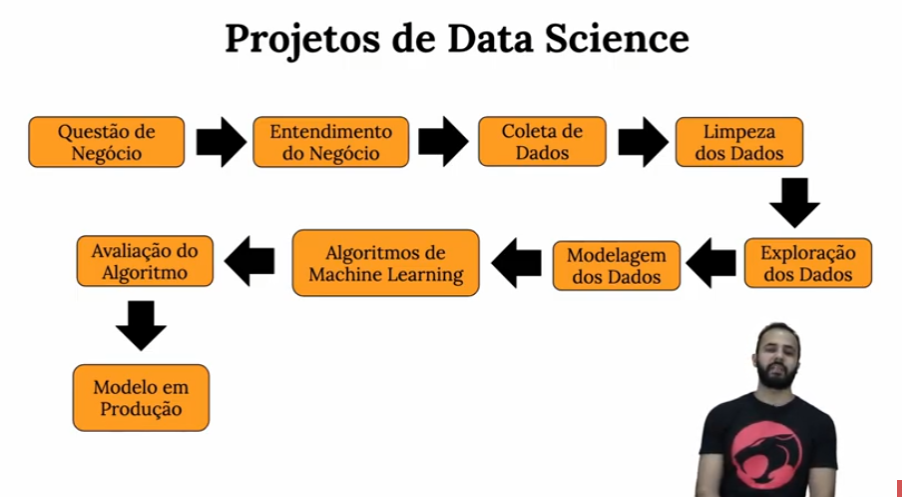 Projetos de Data Science
Questão de
Negócio
Entendimento
do Negócio
Coleta de
Dados
Limpeza
dos Dados
Exploração
dos Dados
Modelagem
dos Dados
Algoritmos de
Machine Learning
Avaliação do
Algoritmo
Modelo em
Produção